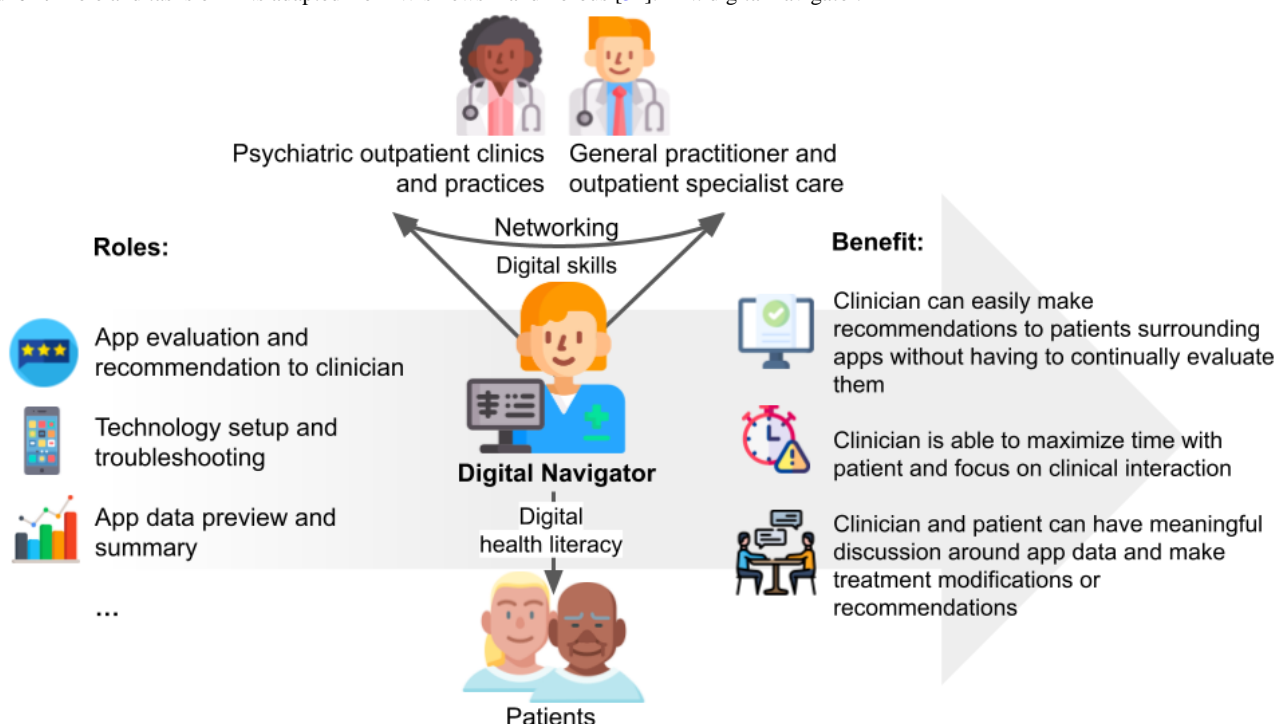 Psychiatric outpatient clinics
and practices
General practitioner and
outpatient specialist care
Networking
Digital skills
Roles:
App evaluation and
recommendation to clinician
Technology setup and
troubleshooting
App data preview and
summary
...
Digital Navigator
Digital
health literacy
Patients
Benefit:
Clinician can easily make
recommendations to patients surrounding
apps without having to continually evaluate
them
Clinician is able to maximize time with
patient and focus on clinical interaction
Clinician and patient can have meaningful
discussion around app data and make
treatment modifications or
recommendations